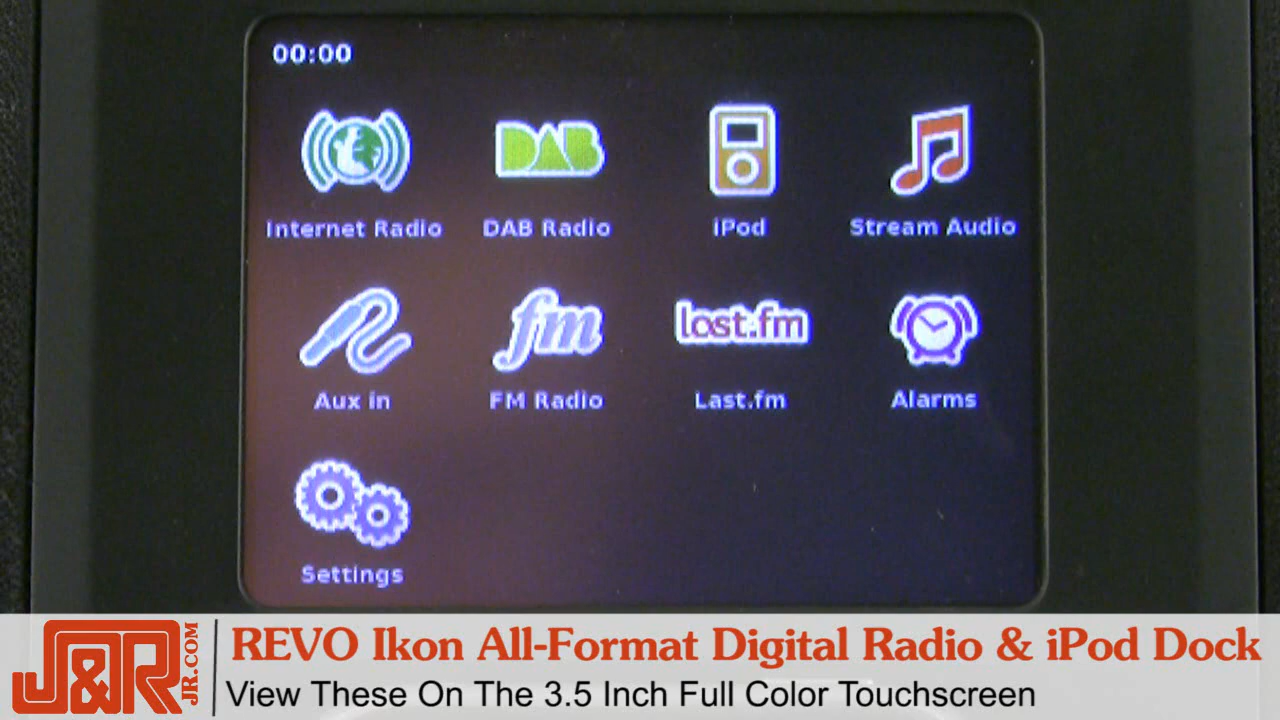 00:00
DAB
Internet Radio
DAB Radio
iPod
Stream Audio
fm
last.fm
Aux in
FM Radio
Last.fm
Alarms
Settings
J&R
JR.COM
REVO Ikon All-Format Digital Radio & iPod Dock
View These On The 3.5 Inch Full Color Touchscreen